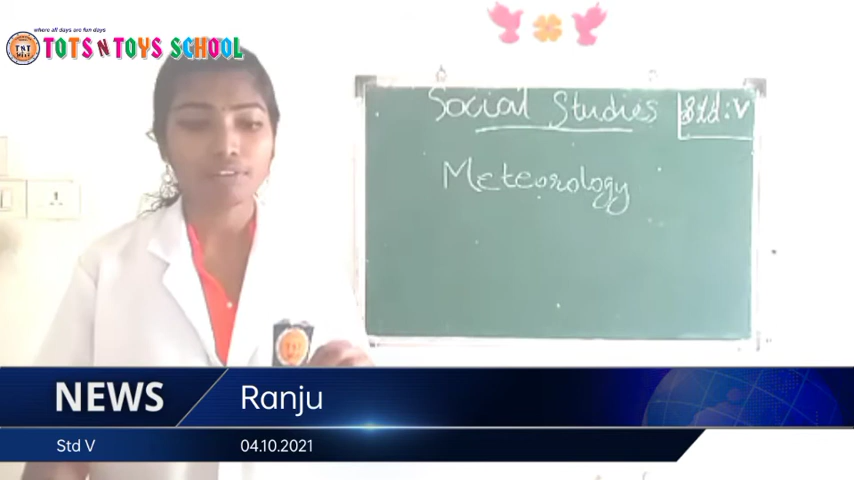 where all days are fun days
TOTS N TOYS SCHOOL
TNT
Social Studies
Std: V
Meteorology
NEWS
Ranju
Std V
04.10.2021